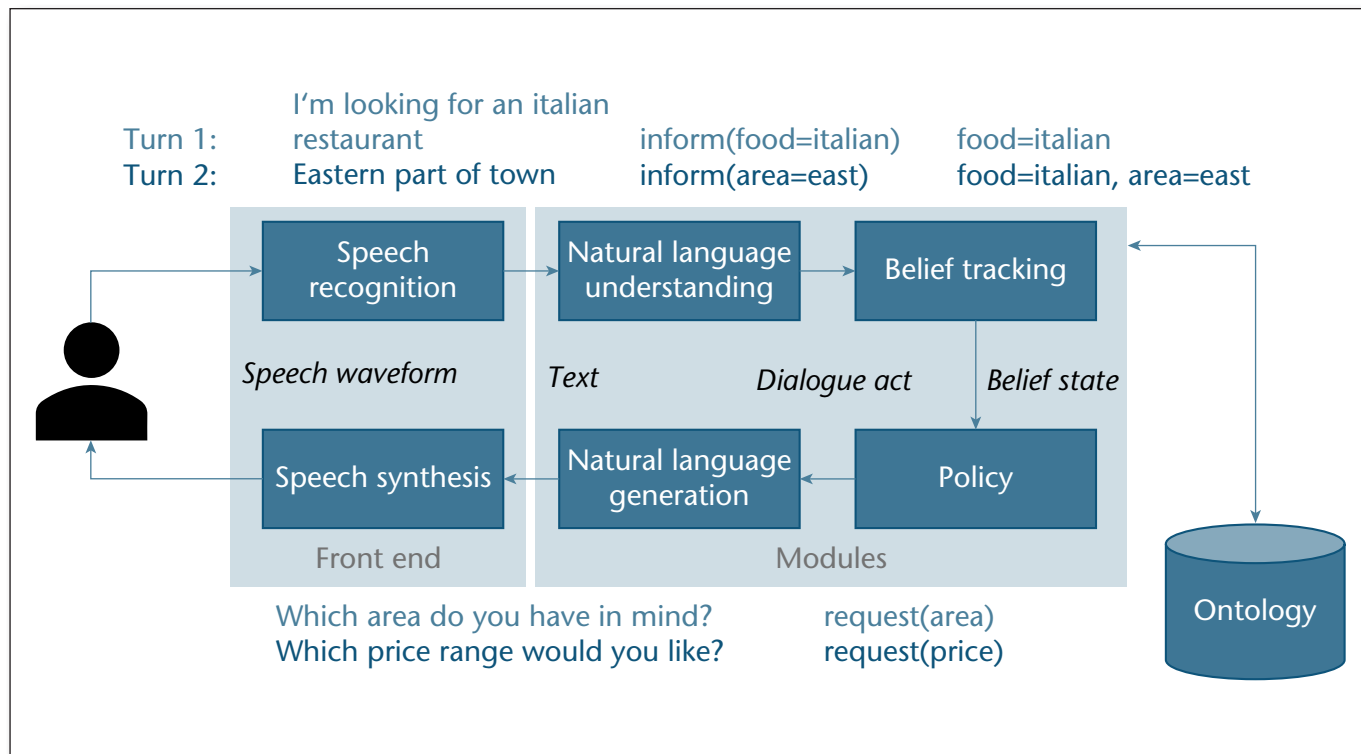 I'm looking for an italian
Turn 1: restaurant inform(food=italian) food=italian
Turn 2: Eastern part of town inform(area=east) food=italian, area=east
Speech
recognition
Natural language
understanding
Belief tracking
Speech waveform
Text
Dialogue act
Belief state
Speech synthesis
Natural language
generation
Policy
Front end
Modules
Ontology
Which area do you have in mind? request(area)
Which price range would you like? request(price)